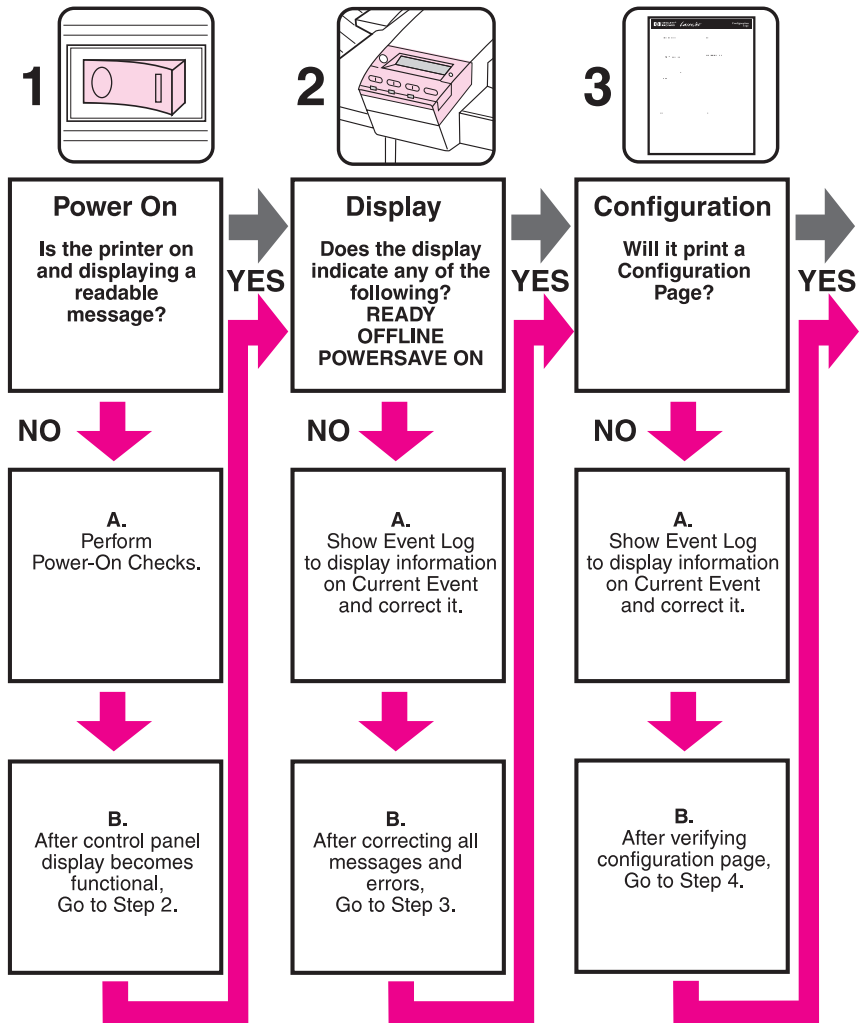 1
2
3
LaserJet
Configuration
Power On
Is the printer on
and displaying a
readable
message?
YES
NO
A.
Perform
Power-On Checks.
B.
After control panel
display becomes
functional,
Go to Step 2.
Display
Does the display
indicate any of the
following?
READY
OFFLINE
POWERSAVE ON
YES
NO
A.
Show Event Log
to display information
on Current Event
and correct it.
B.
After correcting all
messages and
errors,
Go to Step 3.
Configuration
Will it print a
Configuration
Page?
YES
NO
A.
Show Event Log
to display information
on Current Event
and correct it.
B.
After verifying
configuration page,
Go to Step 4.